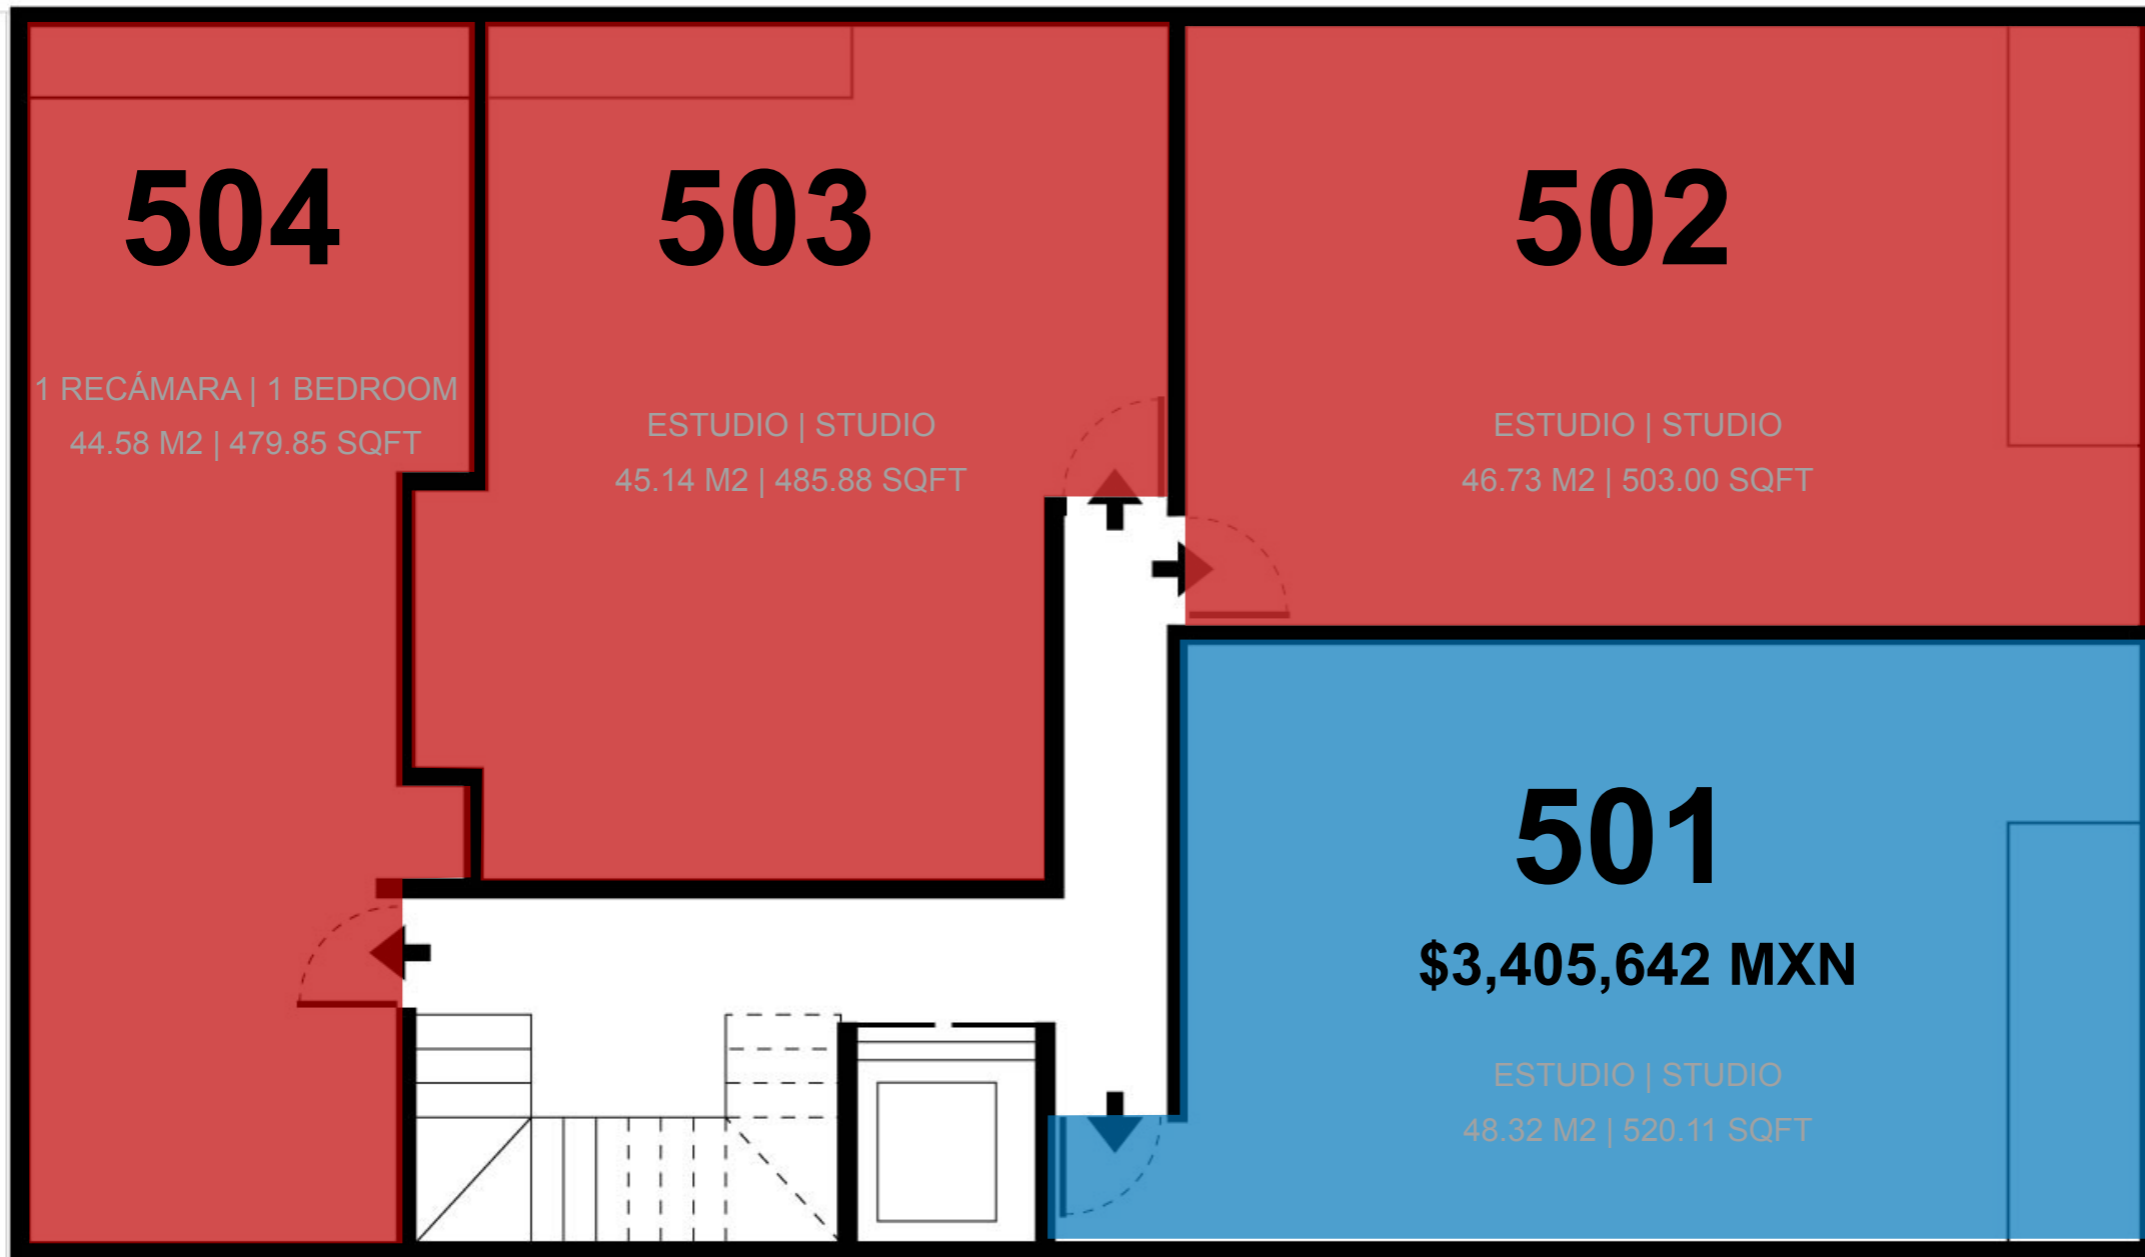 504
1 RECÁMARA | 1 BEDROOM
44.58 M2 | 479.85 SQFT
503
ESTUDIO | STUDIO
45.14 M2 | 485.88 SQFT
502
ESTUDIO | STUDIO
46.73 M2 | 503.00 SQFT
501
$3,405,642 MXN
ESTUDIO | STUDIO
48.32 M2 | 520.11 SQFT